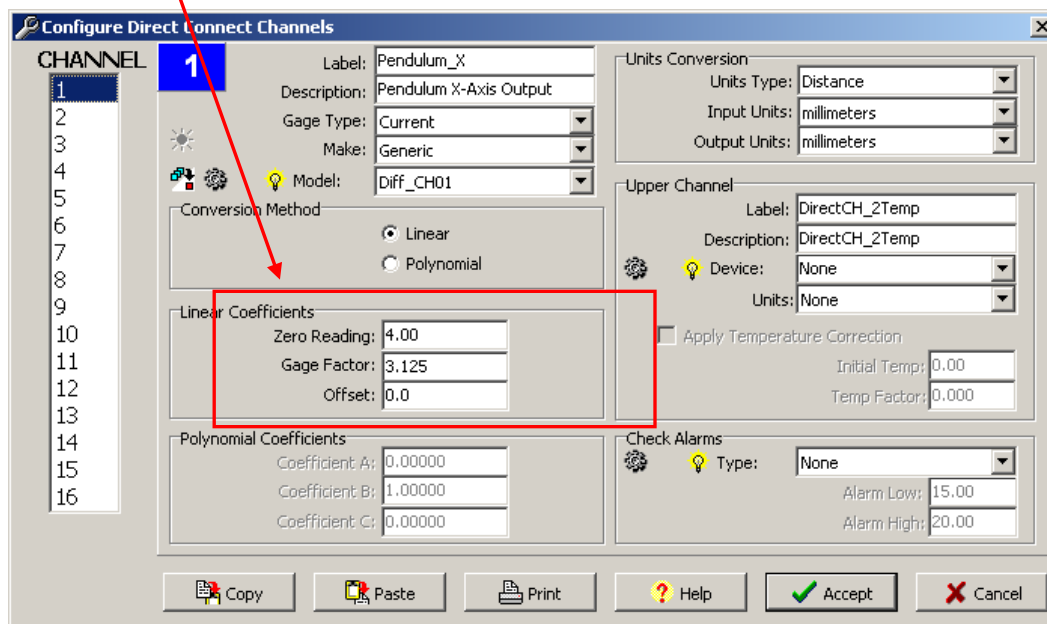 Configure Direct Connect Channels
CHANNEL
1
2
3
4
5
6
7
8
9
10
11
12
13
14
15
16
1
Label: Pendulum_X
Description: Pendulum X-Axis Output
Gage Type: Current
Make: Generic
Model: Diff_CH01
Conversion Method
Linear
Polynomial
Linear Coefficients
Zero Reading: 4.00
Gage Factor: 3.125
Offset: 0.0
Polynomial Coefficients
Coefficient A: 0.00000
Coefficient B: 1.00000
Coefficient C: 0.00000
Units Conversion
Units Type: Distance
Input Units: millimeters
Output Units: millimeters
Upper Channel
Label: DirectCH_2Temp
Description: DirectCH_2Temp
Device: None
Units: None
Apply Temperature Correction
Initial Temp: 0.00
Temp Factor: 0.000
Check Alarms
Type: None
Alarm Low: 15.00
Alarm High: 20.00
Copy
Paste
Print
? Help
Accept
Cancel